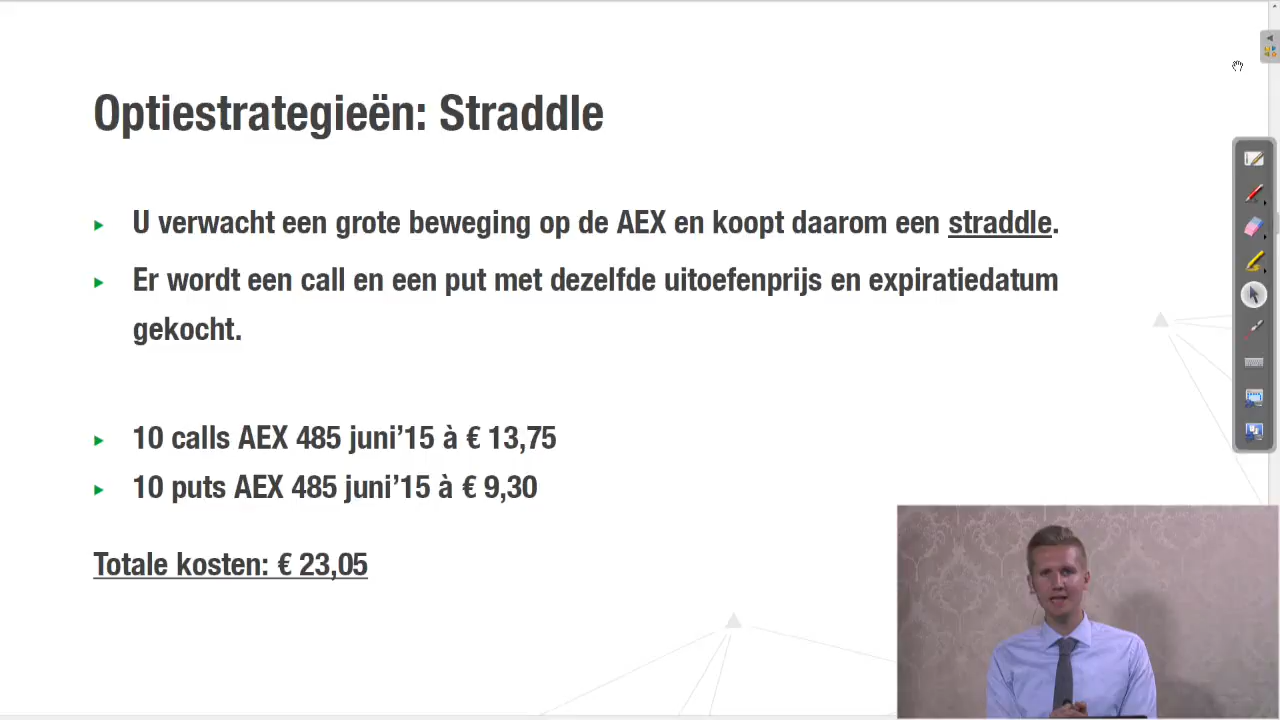 Optiestrategieën: Straddle
U verwacht een grote beweging op de AEX en koopt daarom een straddle.
Er wordt een call en een put met dezelfde uitoefenprijs en expiratiedatum
gekocht.
10 calls AEX 485 juni’15 à € 13,75
10 puts AEX 485 juni’15 à € 9,30
Totale kosten: € 23,05